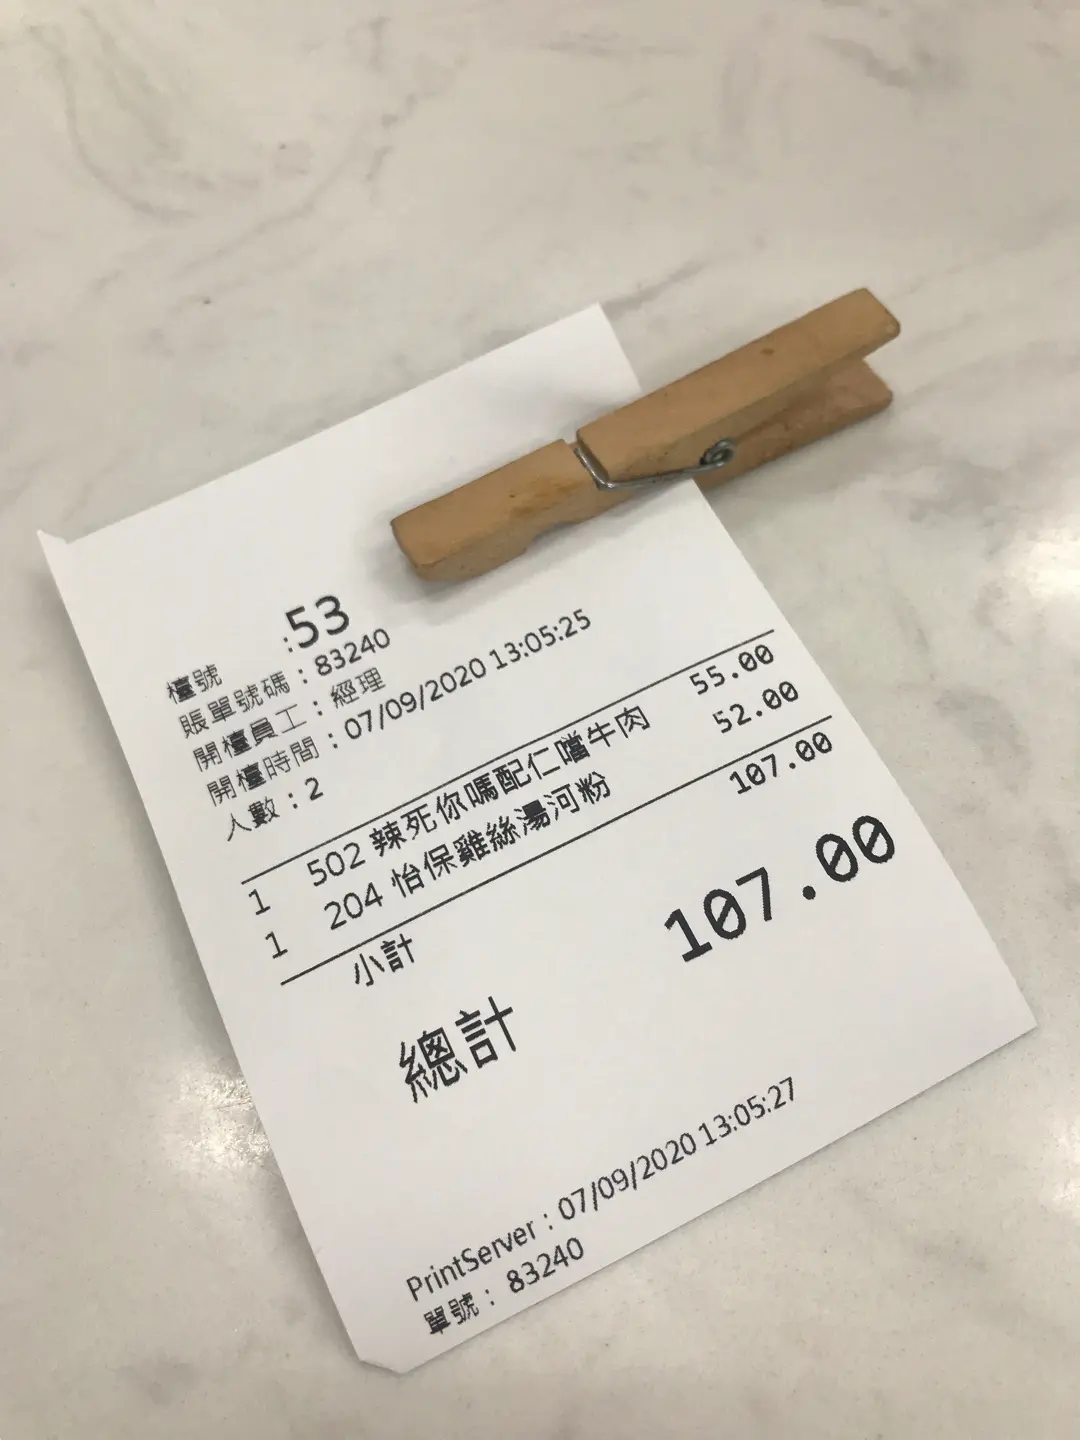 檯號 :53
賬單號碼：83240
開檯員工：經理
開檯時間：07/09/2020 13:05:25
人數：2
1 502 辣死你嗎配仁噹牛肉 55.00
1 204 怡保雞絲湯河粉 52.00
小計 107.00
總計 107.00
PrintServer：07/09/2020 13:05:27
單號： 83240